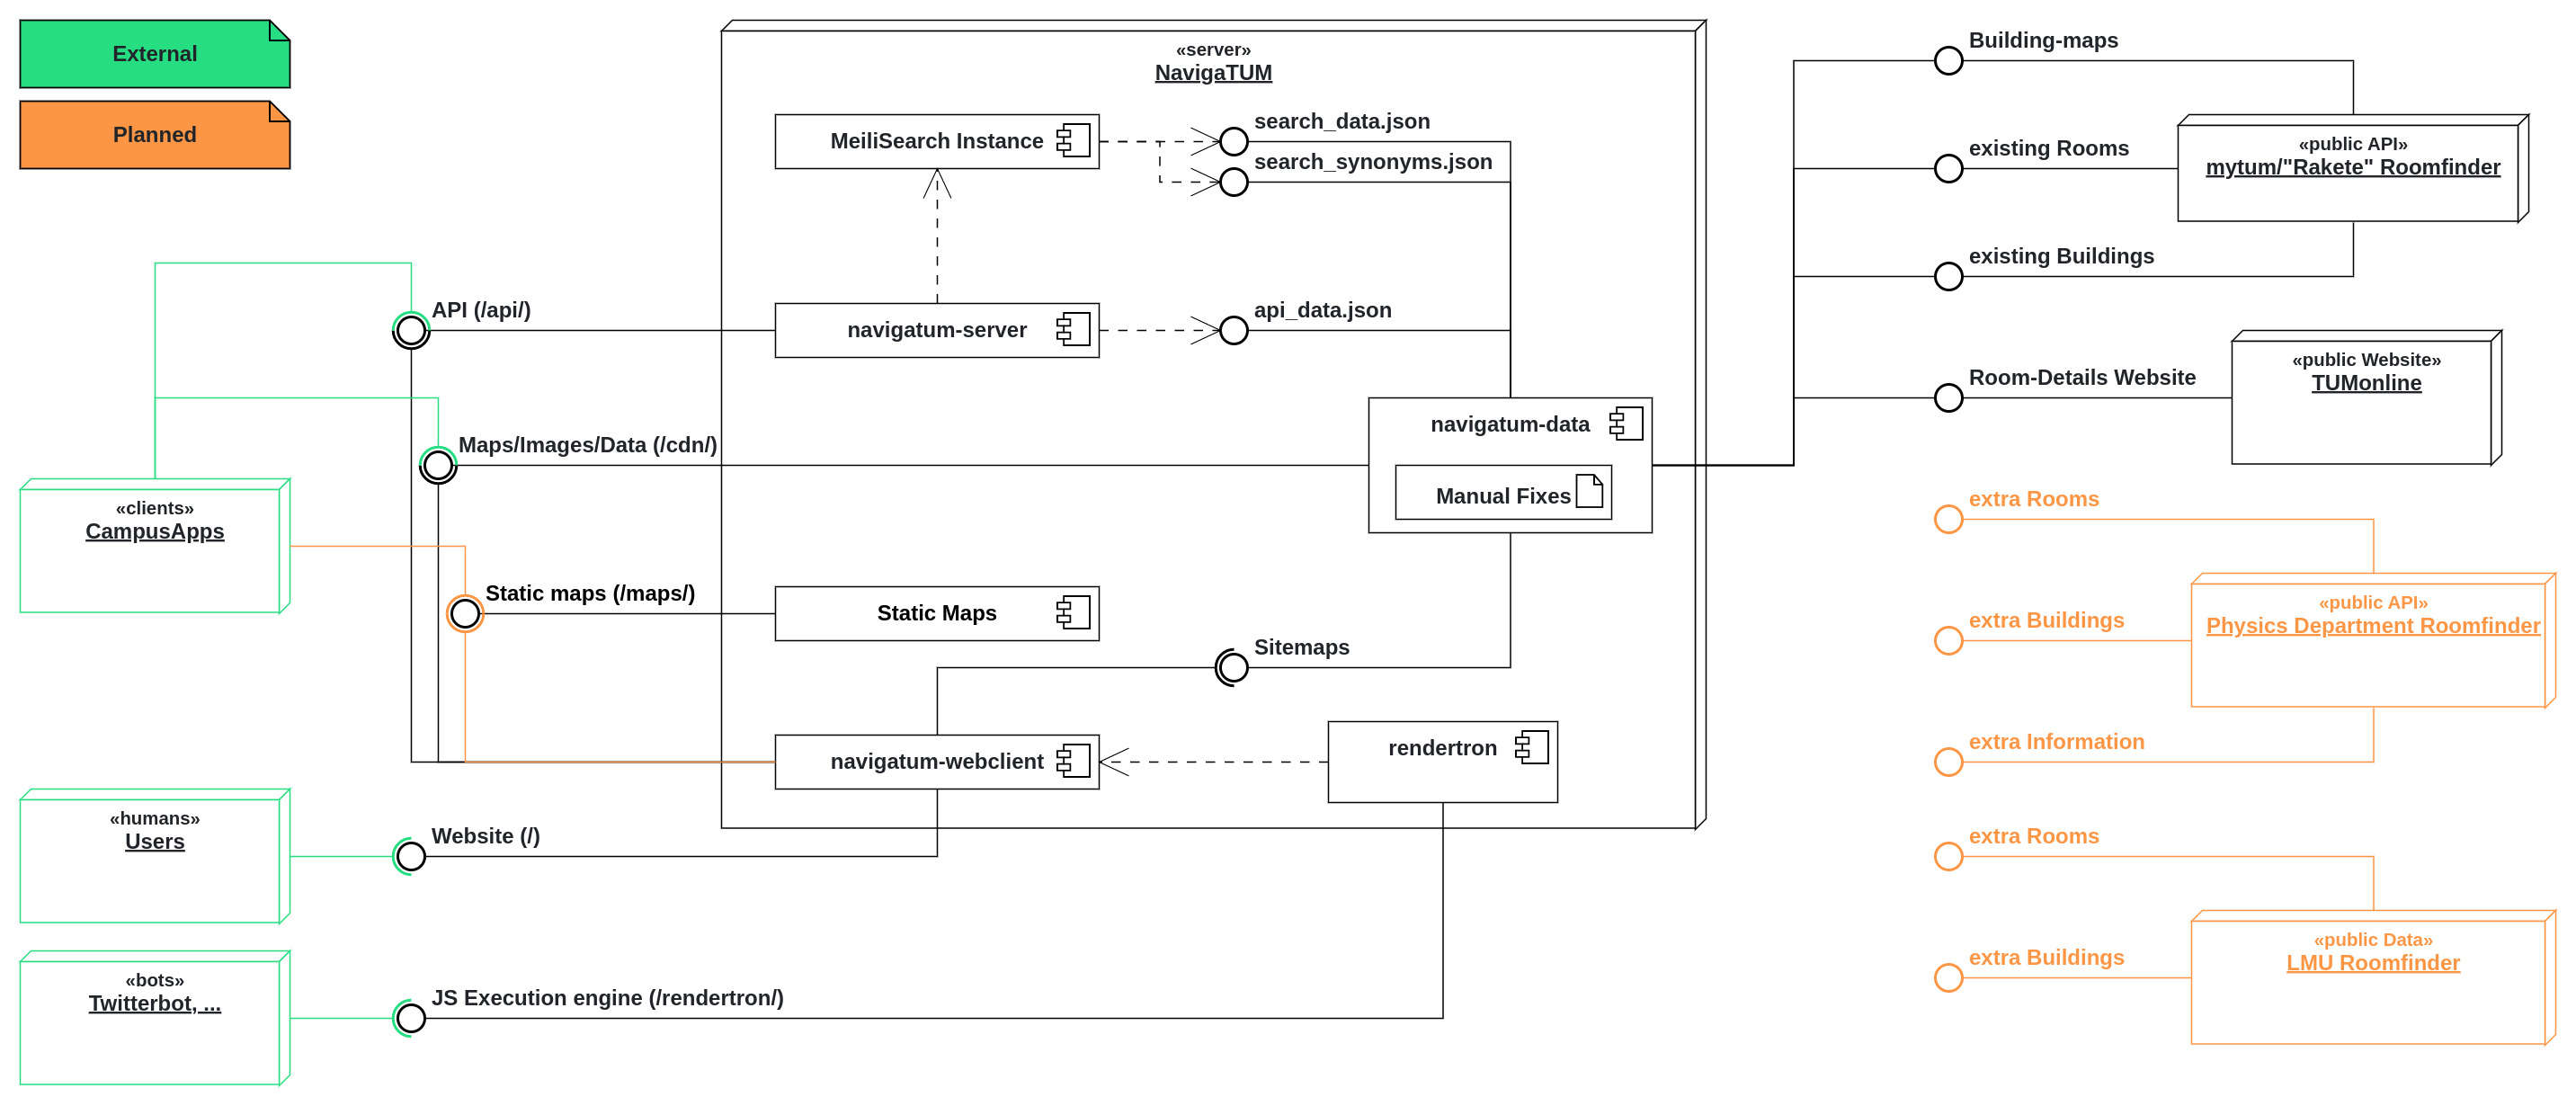 External
Planned
«server»
NavigaTUM
MeiliSearch Instance
search_data.json
search_synonyms.json
navigatum-server
api_data.json
API (/api/)
Maps/Images/Data (/cdn/)
navigatum-data
Manual Fixes
«clients»
CampusApps
Static maps (/maps/)
Static Maps
Sitemaps
navigatum-webclient
rendertron
«humans»
Users
Website (/)
«bots»
Twitterbot, ...
JS Execution engine (/rendertron/)
Building-maps
existing Rooms
«public API»
mytum/"Rakete" Roomfinder
existing Buildings
Room-Details Website
«public Website»
TUMonline
extra Rooms
extra Buildings
«public API»
Physics Department Roomfinder
extra Information
extra Rooms
extra Buildings
«public Data»
LMU Roomfinder